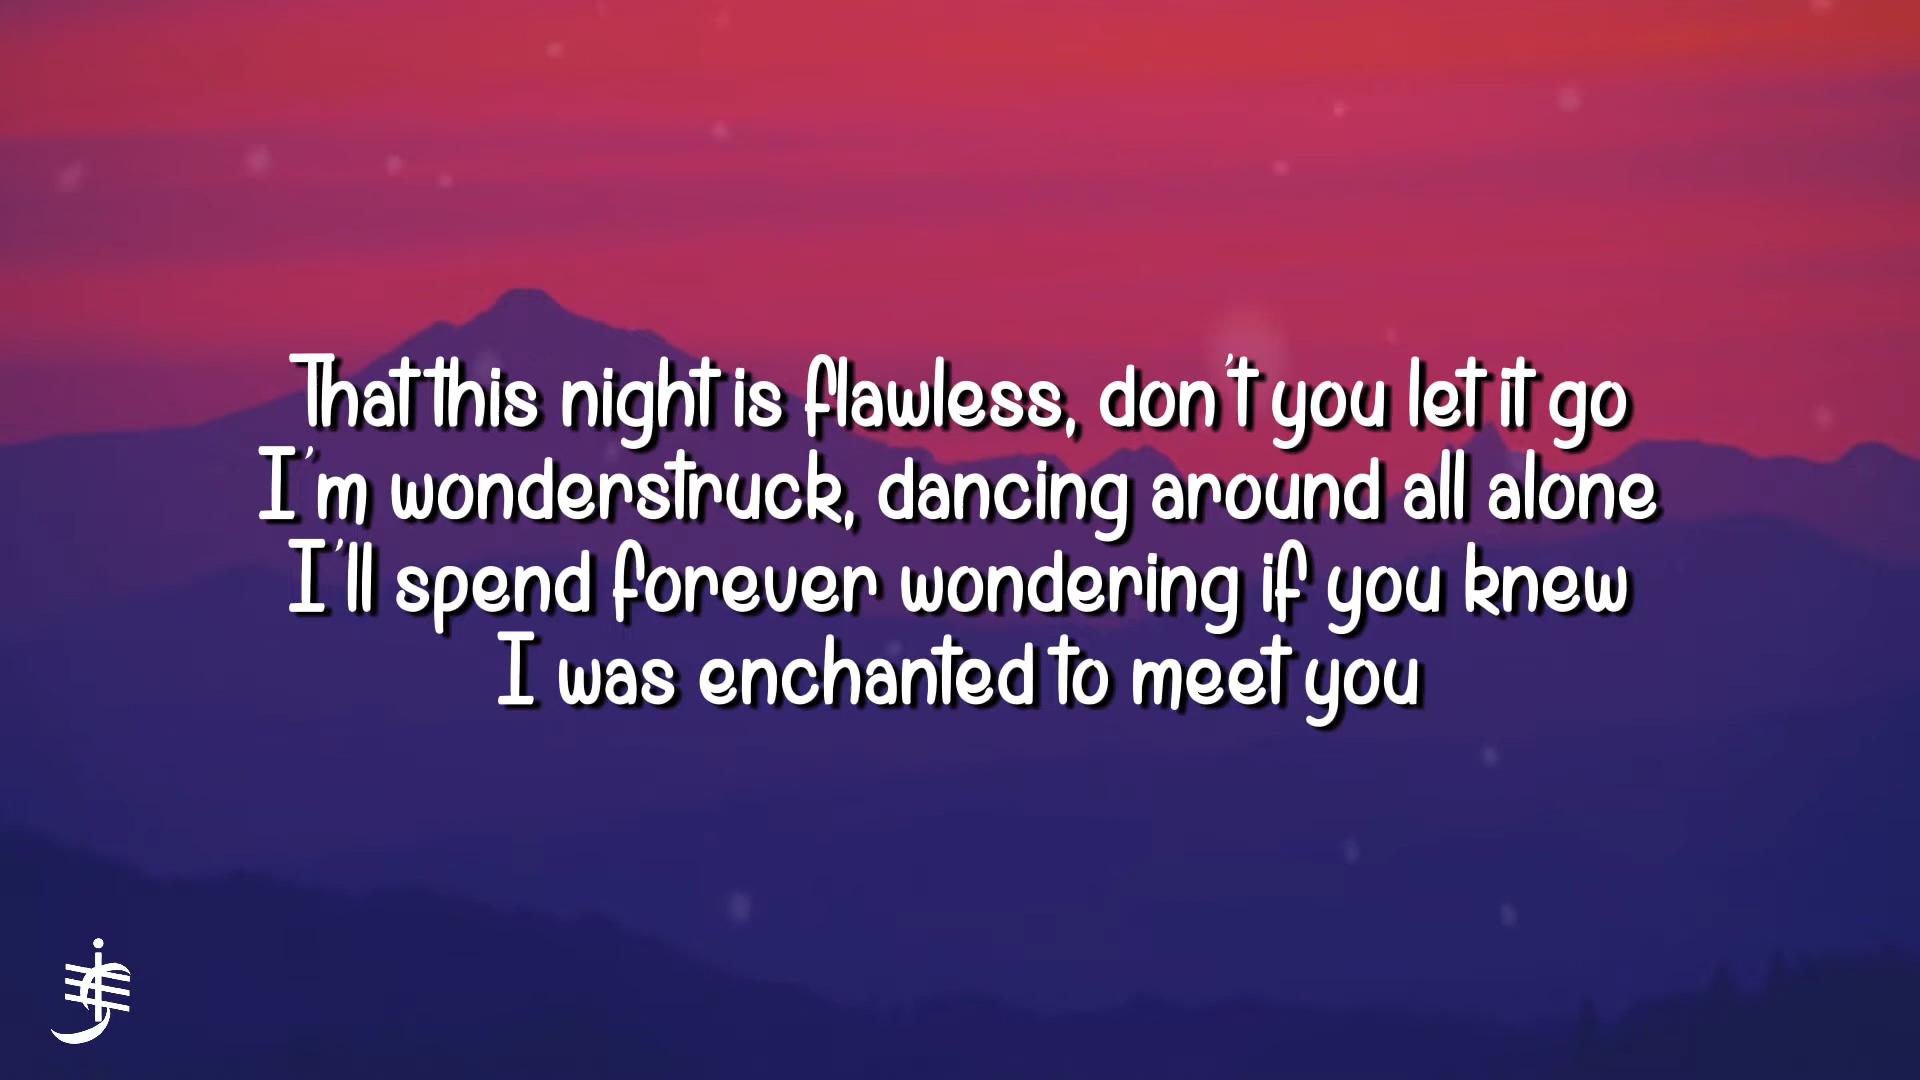 That this night is flawless, don't you let it go
I'm wonderstruck, dancing around all alone
I'll spend forever wondering if you knew
I was enchanted to meet you